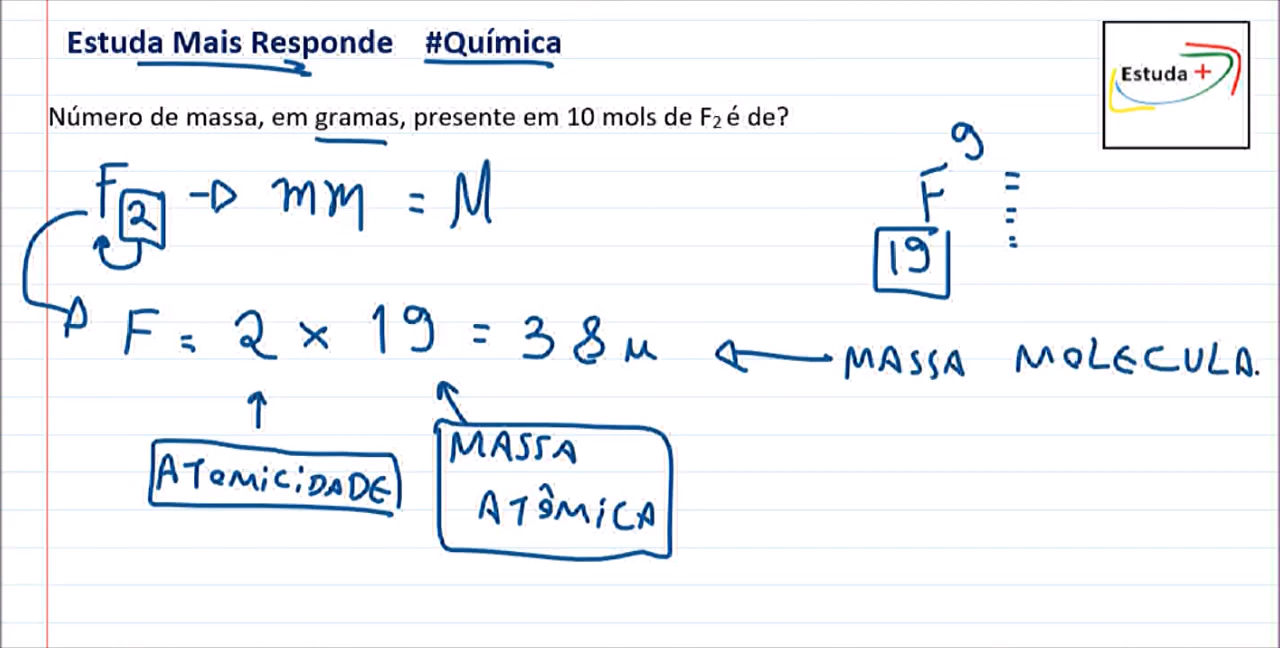 Estuda Mais Responde #Química
Estuda +
Número de massa, em gramas, presente em 10 mols de F₂ é de?
F2 → mm = M
9
F
19
F = 2 x 19 = 38 u ← MASSA MOLECULA.
ATOMICIDADE
MASSA
ATÔMICA